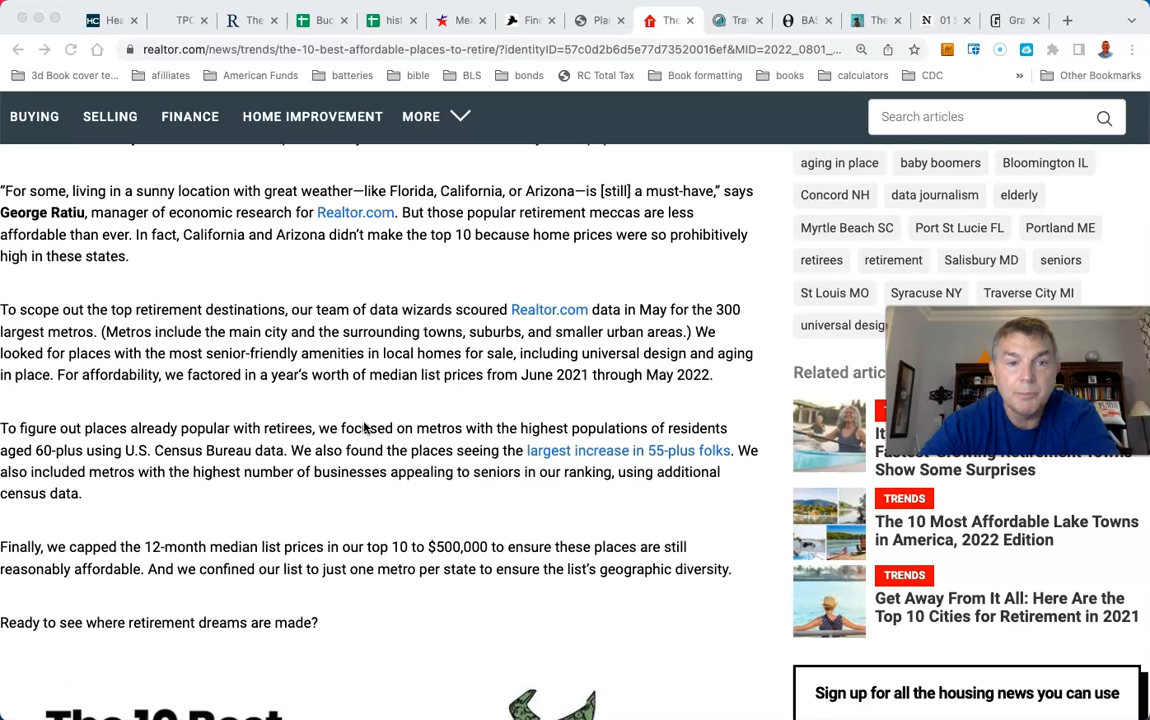 Hea
TPC
The
Buc
hist
Me
Fin
Pla
The
Tra
BAS
The
01
Gra
realtor.com/news/trends/the-10-best-affordable-places-to-retire/?identityID=57c0d2b6d5e77d73520016ef&MID=2022_0801_...
3d Book cover te...
afilliates
American Funds
batteries
bible
BLS
bonds
RC Total Tax
Book formatting
books
calculators
CDC
»
Other Bookmarks
BUYING
SELLING
FINANCE
HOME IMPROVEMENT
MORE
Search articles
“For some, living in a sunny location with great weather—like Florida, California, or Arizona—is [still] a must-have,” says
George Ratiu, manager of economic research for Realtor.com. But those popular retirement meccas are less
affordable than ever. In fact, California and Arizona didn’t make the top 10 because home prices were so prohibitively
high in these states.
To scope out the top retirement destinations, our team of data wizards scoured Realtor.com data in May for the 300
largest metros. (Metros include the main city and the surrounding towns, suburbs, and smaller urban areas.) We
looked for places with the most senior-friendly amenities in local homes for sale, including universal design and aging
in place. For affordability, we factored in a year’s worth of median list prices from June 2021 through May 2022.
To figure out places already popular with retirees, we focused on metros with the highest populations of residents
aged 60-plus using U.S. Census Bureau data. We also found the places seeing the largest increase in 55-plus folks. We
also included metros with the highest number of businesses appealing to seniors in our ranking, using additional
census data.
Finally, we capped the 12-month median list prices in our top 10 to $500,000 to ensure these places are still
reasonably affordable. And we confined our list to just one metro per state to ensure the list’s geographic diversity.
Ready to see where retirement dreams are made?
The 10 Best
aging in place
baby boomers
Bloomington IL
Concord NH
data journalism
elderly
Myrtle Beach SC
Port St Lucie FL
Portland ME
retirees
retirement
Salisbury MD
seniors
St Louis MO
Syracuse NY
Traverse City MI
universal desig
Related artic
Show Some Surprises
TRENDS
The 10 Most Affordable Lake Towns
in America, 2022 Edition
TRENDS
Get Away From It All: Here Are the
Top 10 Cities for Retirement in 2021
Sign up for all the housing news you can use